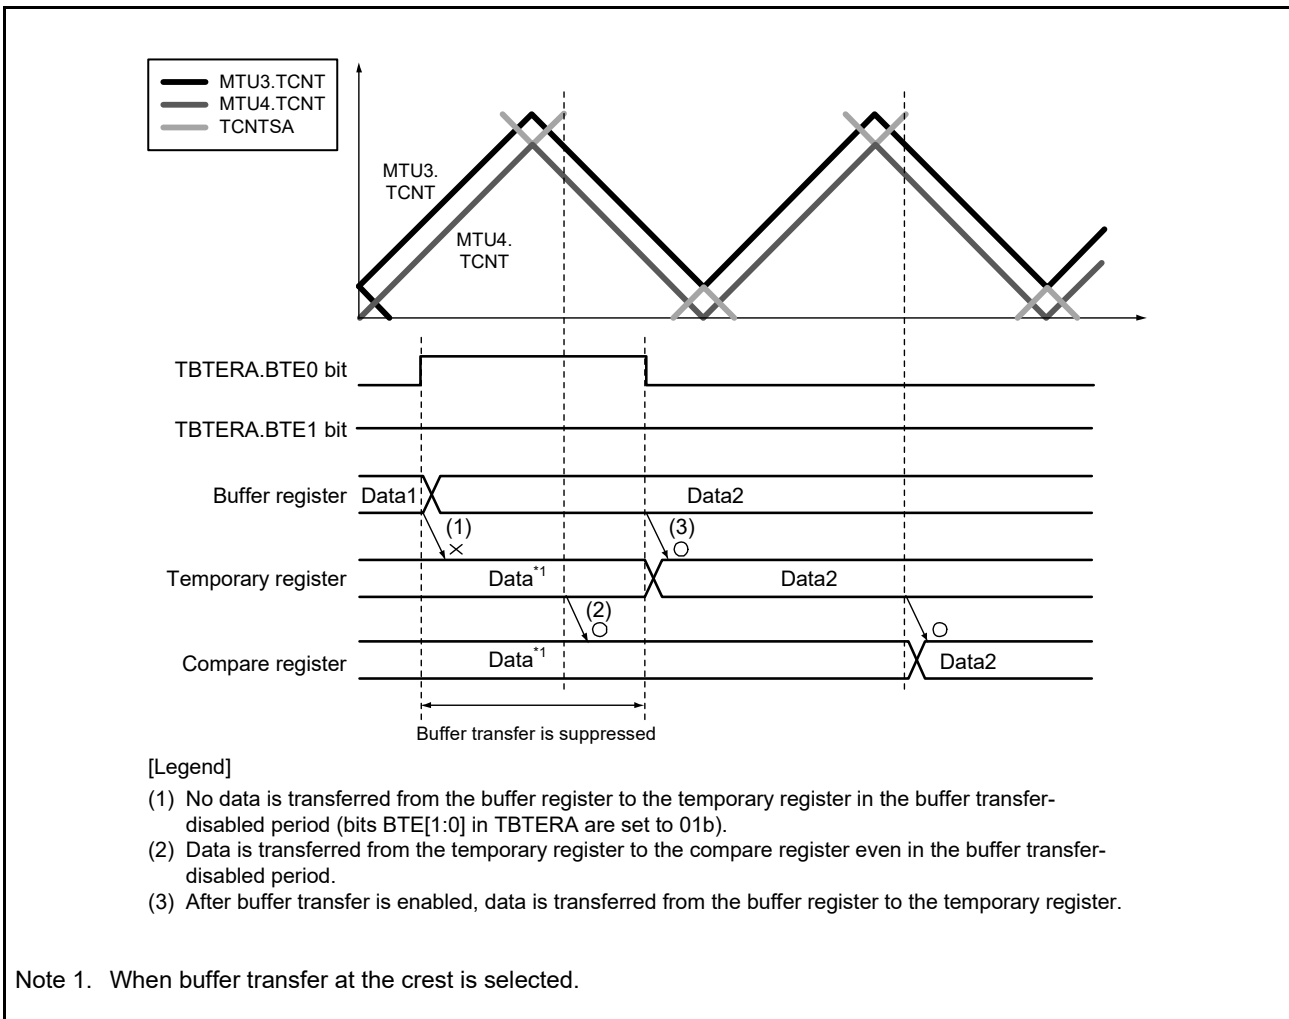 MTU3.TCNT
MTU4.TCNT
TCNTSA
MTU3.
TCNT
MTU4.
TCNT
TBTERA.BTE0 bit
TBTERA.BTE1 bit
Buffer register
Data1
Data2
(1)
(3)
Temporary register
Data*1
Data2
(2)
Compare register
Data*1
Data2
Buffer transfer is suppressed
[Legend]
(1) No data is transferred from the buffer register to the temporary register in the buffer transfer-
disabled period (bits BTE[1:0] in TBTERA are set to 01b).
(2) Data is transferred from the temporary register to the compare register even in the buffer transfer-
disabled period.
(3) After buffer transfer is enabled, data is transferred from the buffer register to the temporary register.
Note 1. When buffer transfer at the crest is selected.